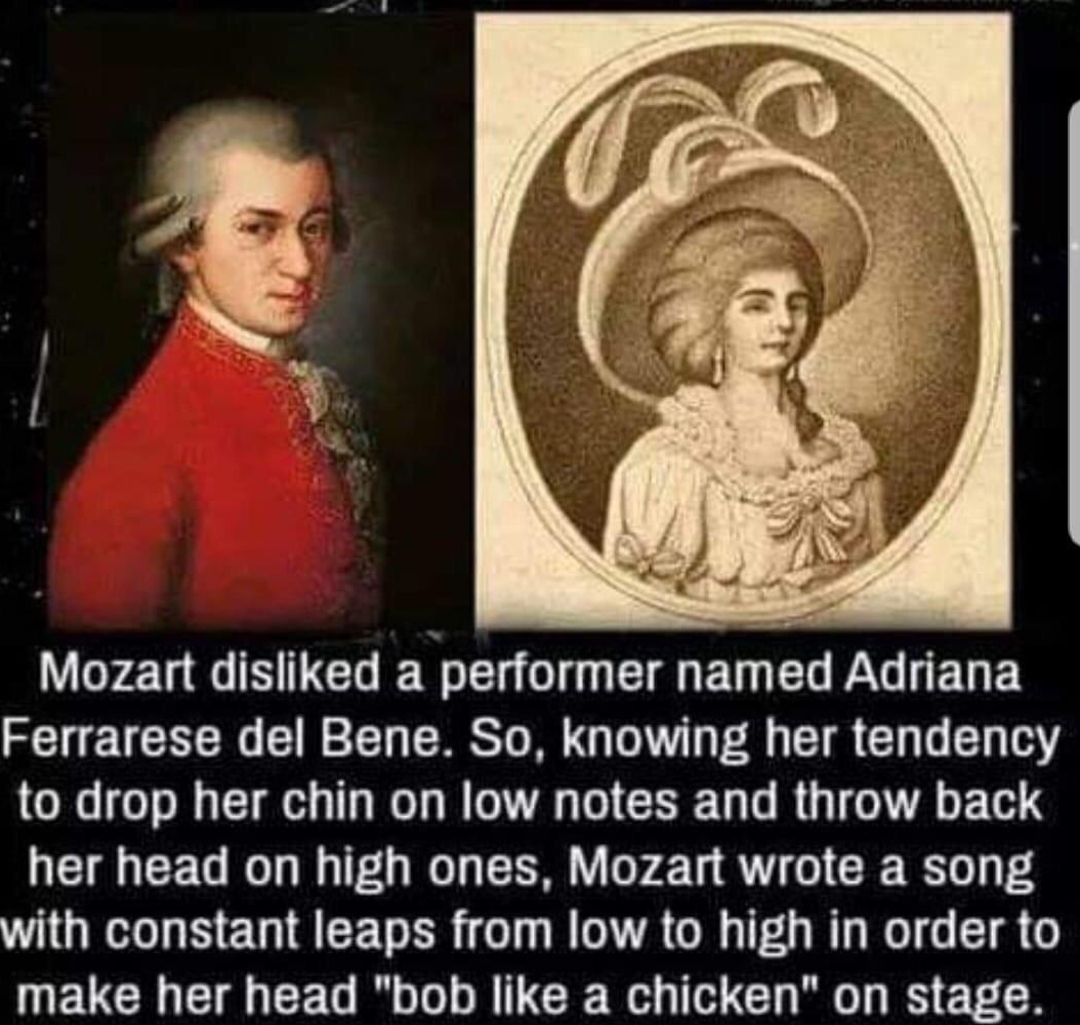 Mozart disliked a performer named Adriana
Ferrarese del Bene. So, knowing her tendency
to drop her chin on low notes and throw back
her head on high ones, Mozart wrote a song
with constant leaps from low to high in order to
make her head "bob like a chicken" on stage.